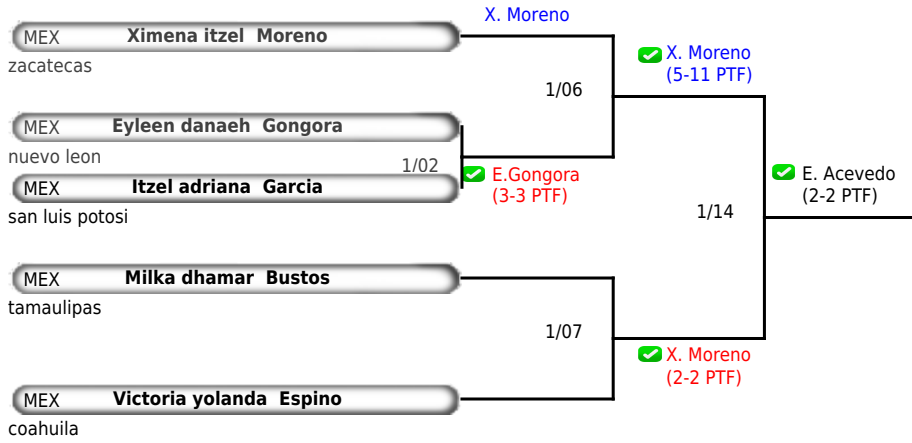 X. Moreno
MEX Ximena itzel Moreno
zacatecas
X. Moreno
(5-11 PTF)
1/06
MEX Eyleen danaeh Gongora
nuevo leon
1/02
E.Gongora
(3-3 PTF)
MEX Itzel adriana Garcia
san luis potosi
E. Acevedo
(2-2 PTF)
1/14
MEX Milka dhamar Bustos
tamaulipas
1/07
X. Moreno
(2-2 PTF)
MEX Victoria yolanda Espino
coahuila